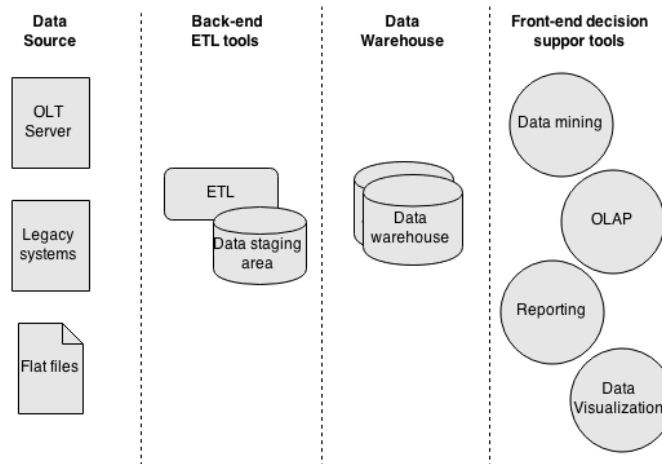 Data
Source
Back-end
ETL tools
Data
Warehouse
Front-end decision
suppor tools
OLT
Server
Legacy
systems
Flat files
ETL
Data staging
area
Data
warehouse
Data mining
OLAP
Reporting
Data
Visualization